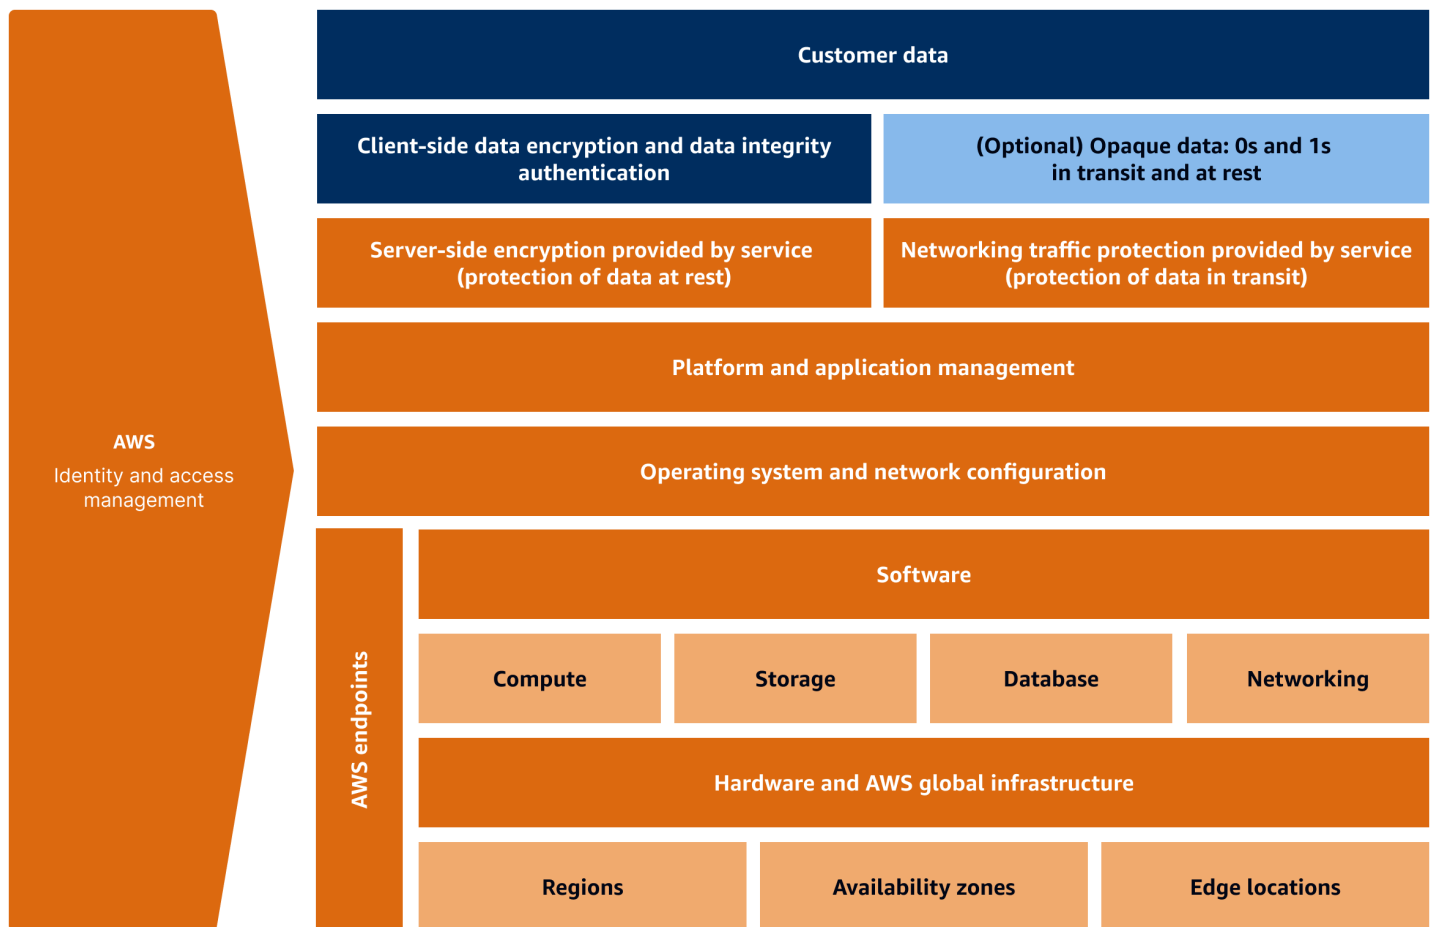 Customer data
Client-side data encryption and data integrity
authentication
(Optional) Opaque data: 0s and 1s
in transit and at rest
Server-side encryption provided by service
(protection of data at rest)
Networking traffic protection provided by service
(protection of data in transit)
Platform and application management
AWS
Identity and access
management
Operating system and network configuration
AWS endpoints
Software
Compute
Storage
Database
Networking
Hardware and AWS global infrastructure
Regions
Availability zones
Edge locations